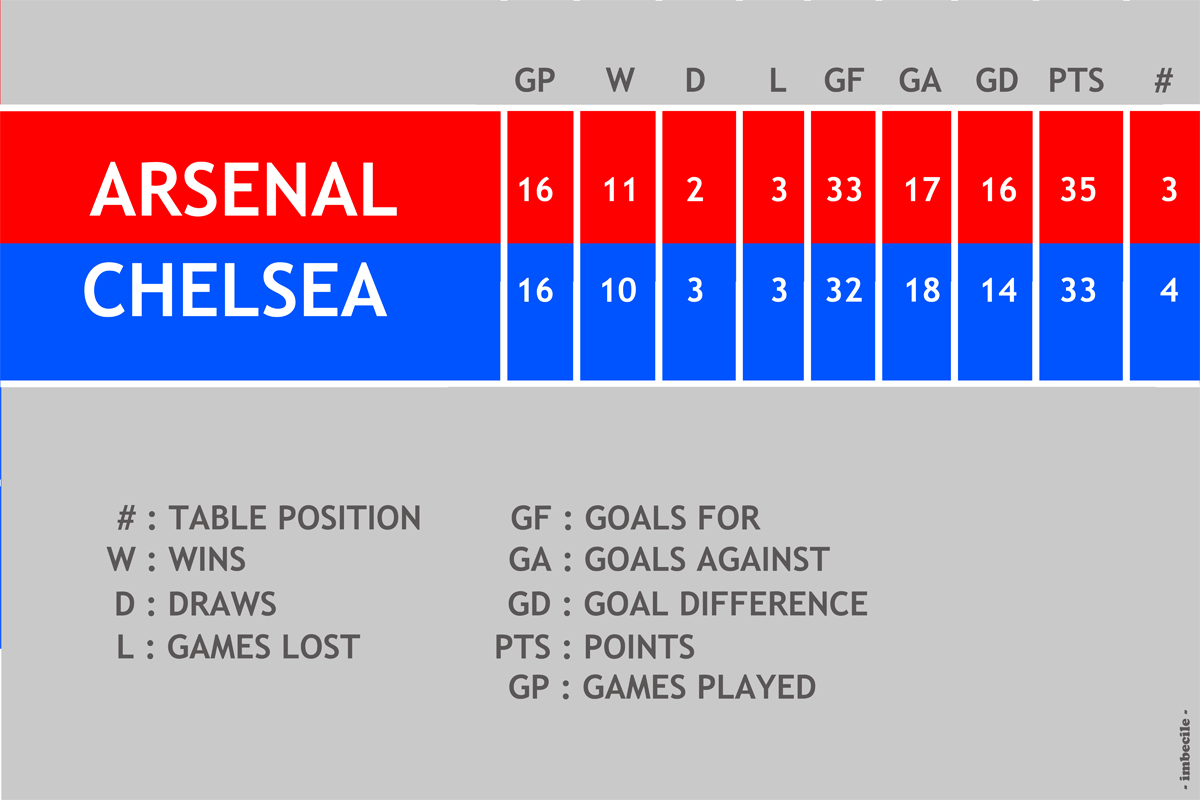 GP W D L GF GA GD PTS #
ARSENAL 16 11 2 3 33 17 16 35 3
CHELSEA 16 10 3 3 32 18 14 33 4
# : TABLE POSITION
W : WINS
D : DRAWS
L : GAMES LOST
GF : GOALS FOR
GA : GOALS AGAINST
GD : GOAL DIFFERENCE
PTS : POINTS
GP : GAMES PLAYED
- imbecile -